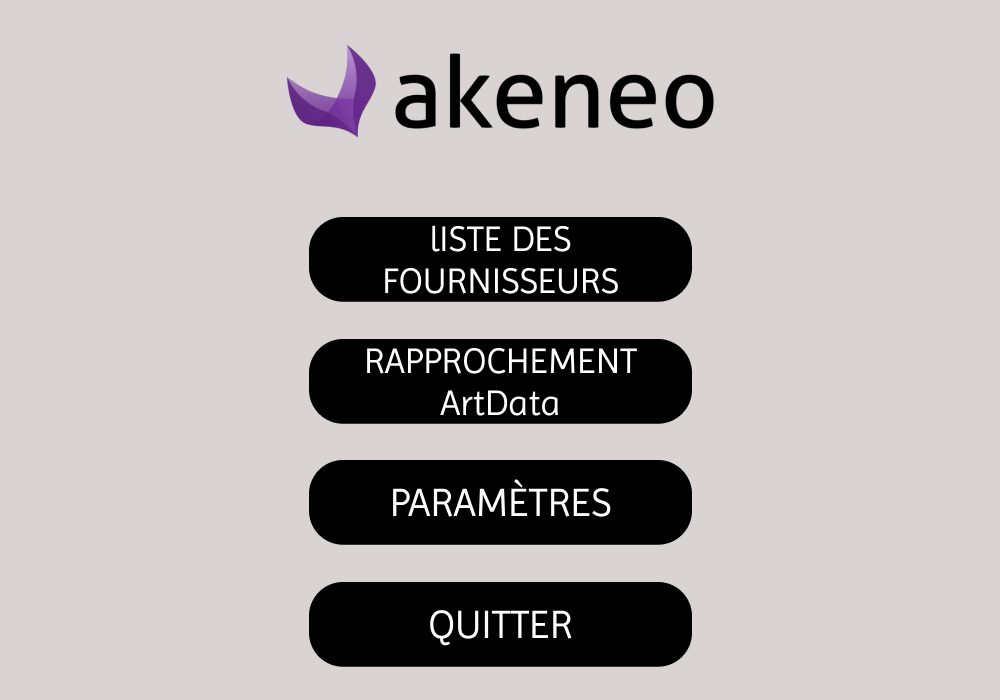 akeneo
lISTE DES
FOURNISSEURS
RAPPROCHEMENT
ArtData
PARAMÈTRES
QUITTER